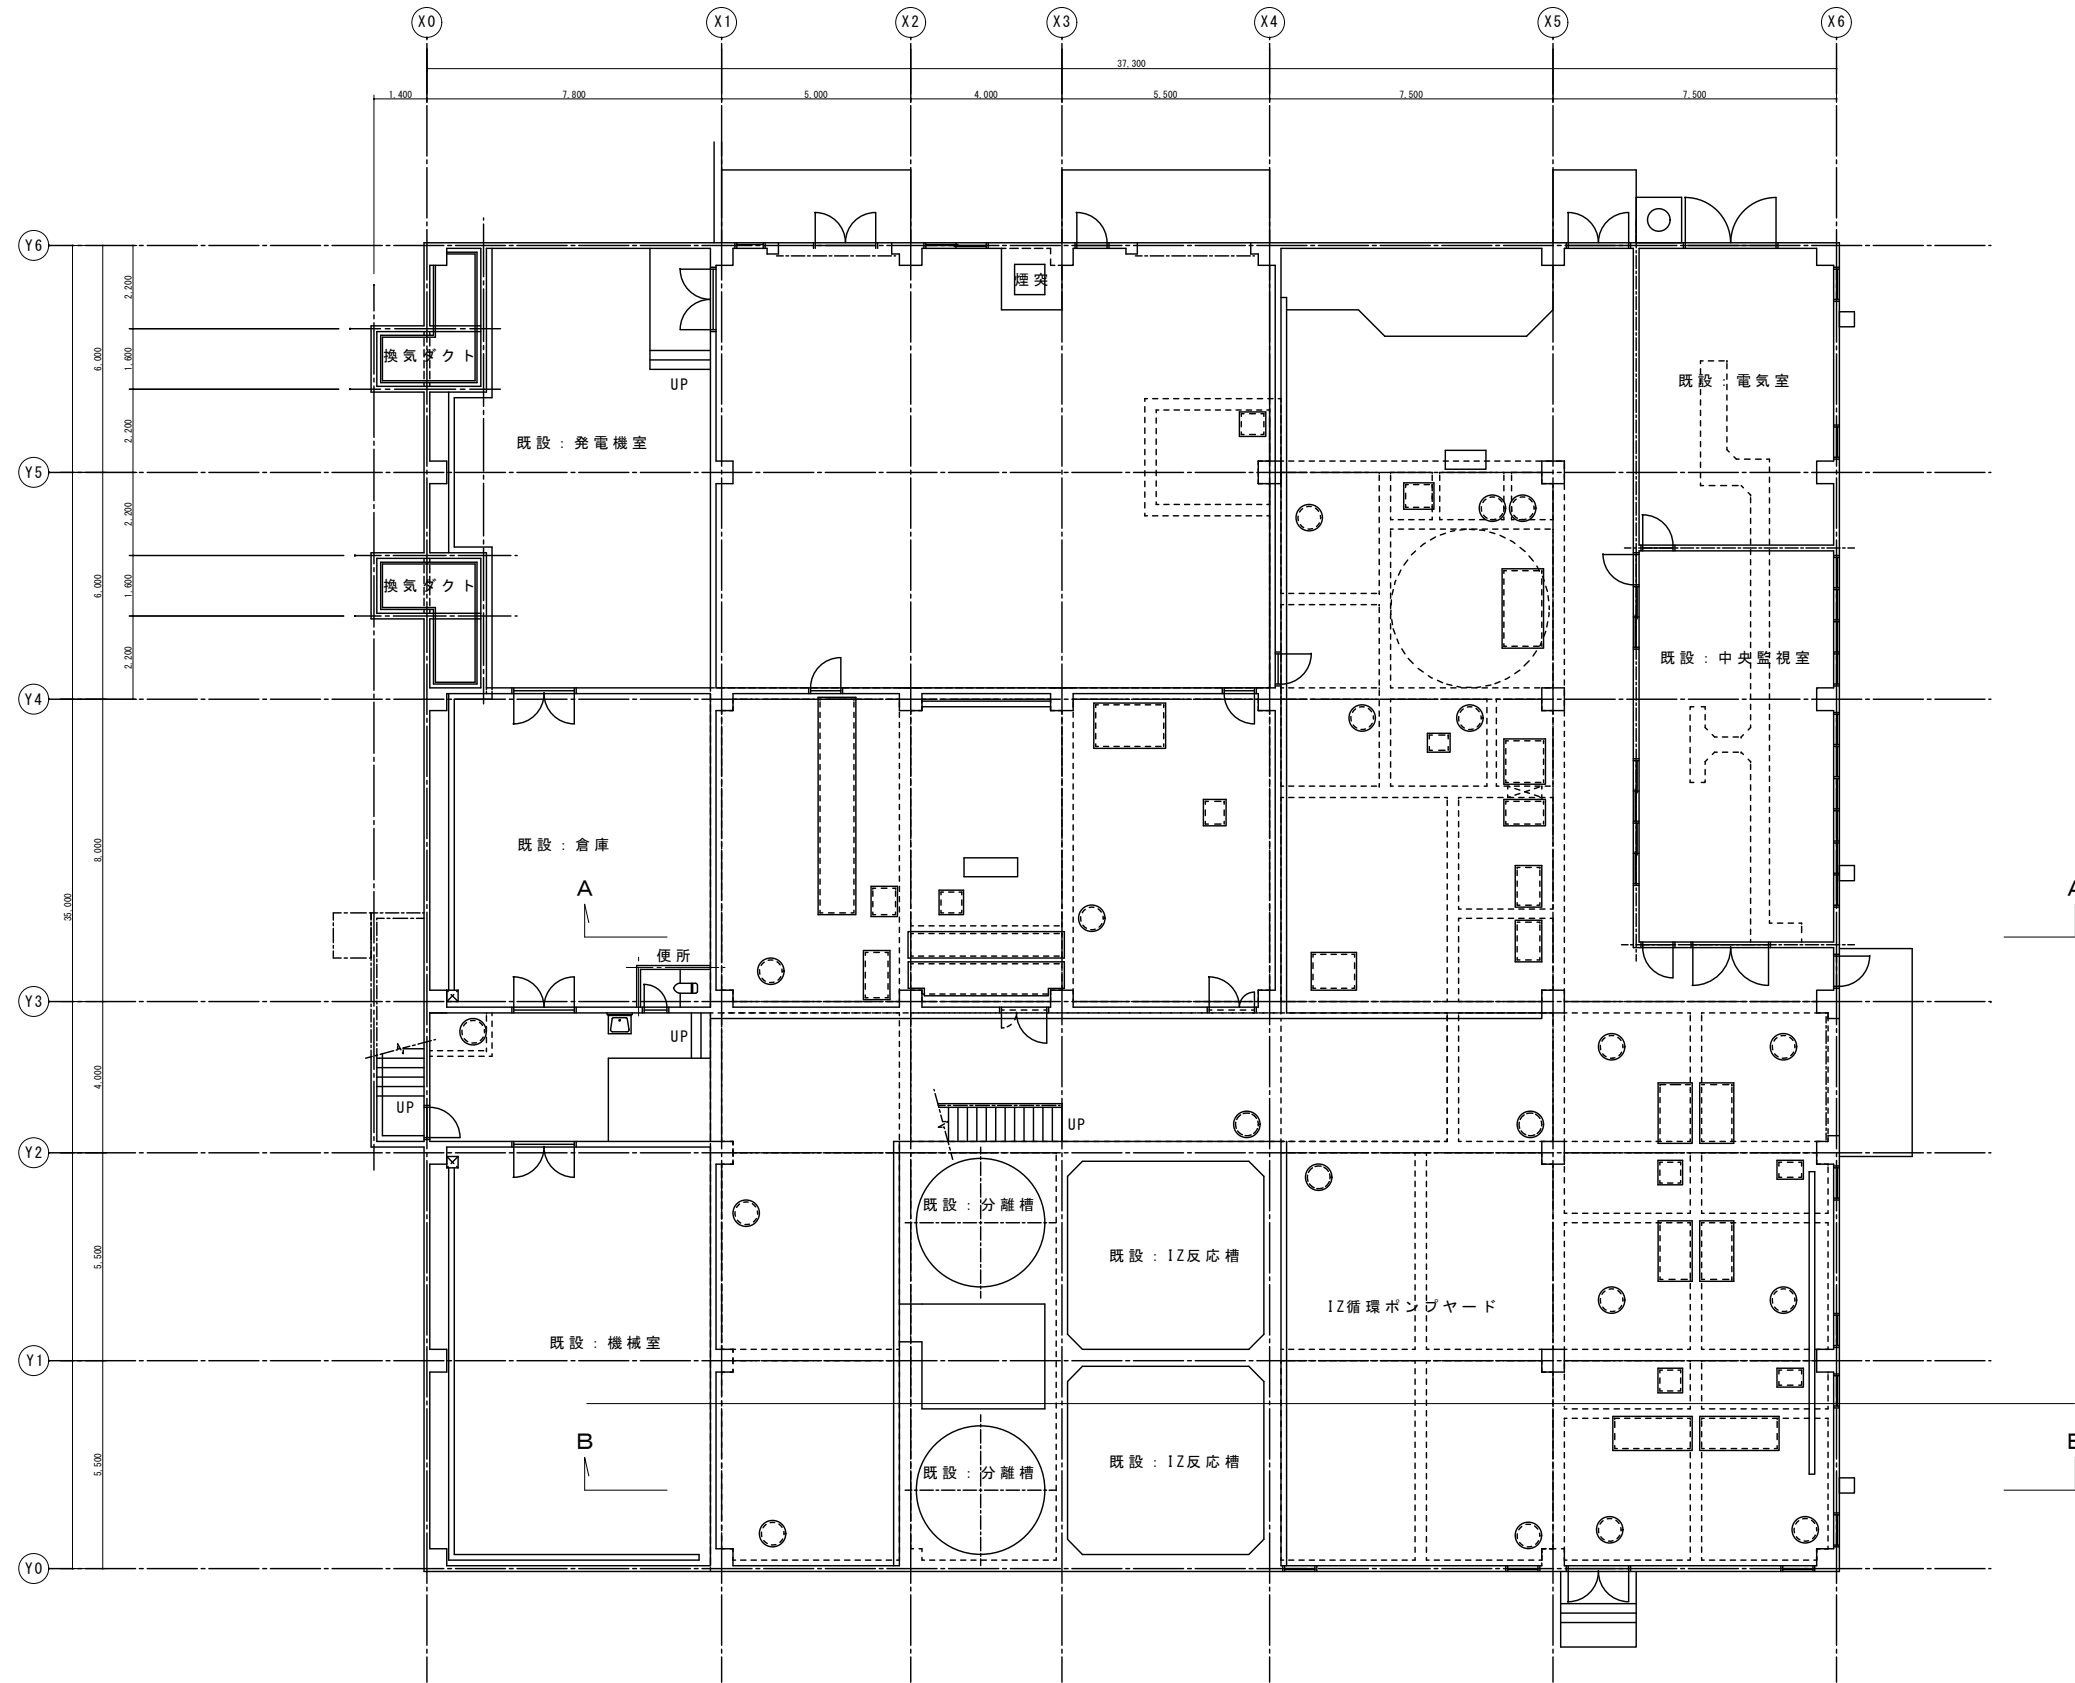 X0 X1 X2 X3 X4 X5 X6
37,300
1,400 7,800 5,000 4,000 5,500 7,500 7,500
Y6
2,200
煙突
6,000
1,600
換気ダクト
UP
既設：電気室
2,200
既設：発電機室
Y5
2,200
6,000
1,600
換気ダクト
2,200
既設：中央監視室
Y4
8,000
既設：倉庫
A
A
35,000
便所
Y3
UP
4,000
UP
UP
Y2
既設：分離槽
5,500
既設：IZ反応槽
IZ循環ポンプヤード
既設：機械室
Y1
B
B
5,500
既設：IZ反応槽
既設：分離槽
Y0